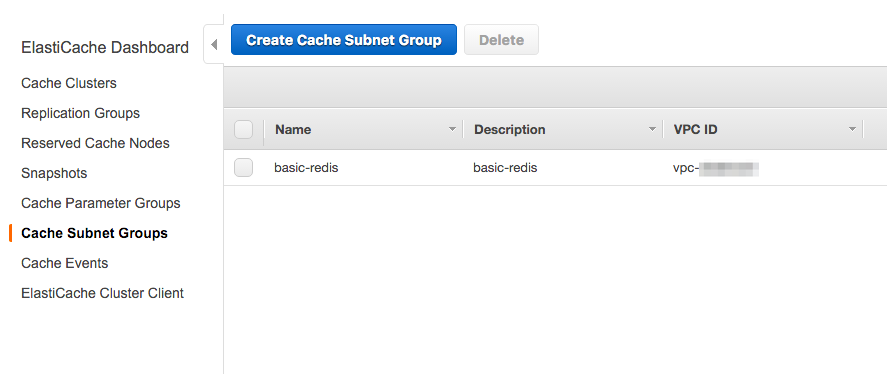 ElastiCache Dashboard
Cache Clusters
Replication Groups
Reserved Cache Nodes
Snapshots
Cache Parameter Groups
Cache Subnet Groups
Cache Events
ElastiCache Cluster Client
Create Cache Subnet Group Delete
Name Description VPC ID
basic-redis basic-redis vpc-